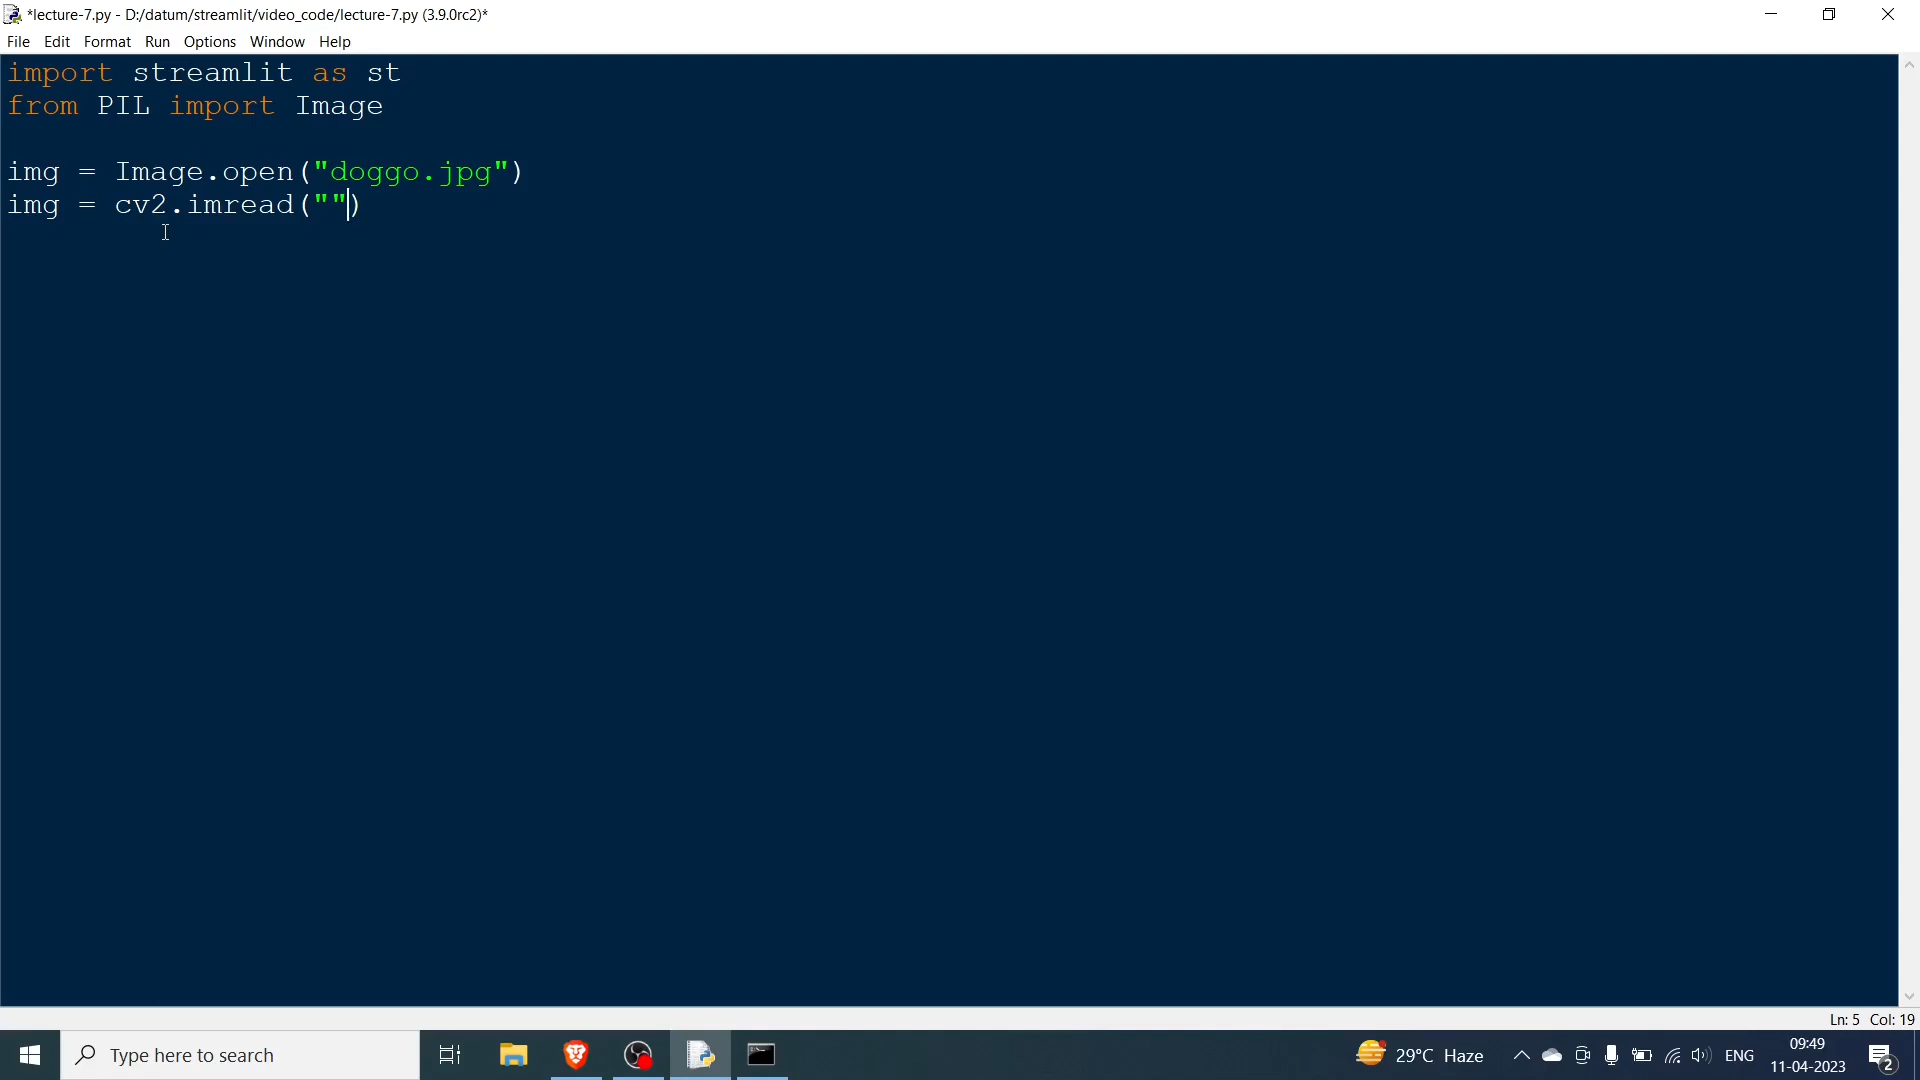 *lecture-7.py - D:/datum/streamlit/video_code/lecture-7.py (3.9.0rc2)*
File Edit Format Run Options Window Help
import streamlit as st
from PIL import Image
img = Image.open("doggo.jpg")
img = cv2.imread("")
Ln: 5 Col: 19
Type here to search
29°C Haze
ENG
09:49
11-04-2023
2